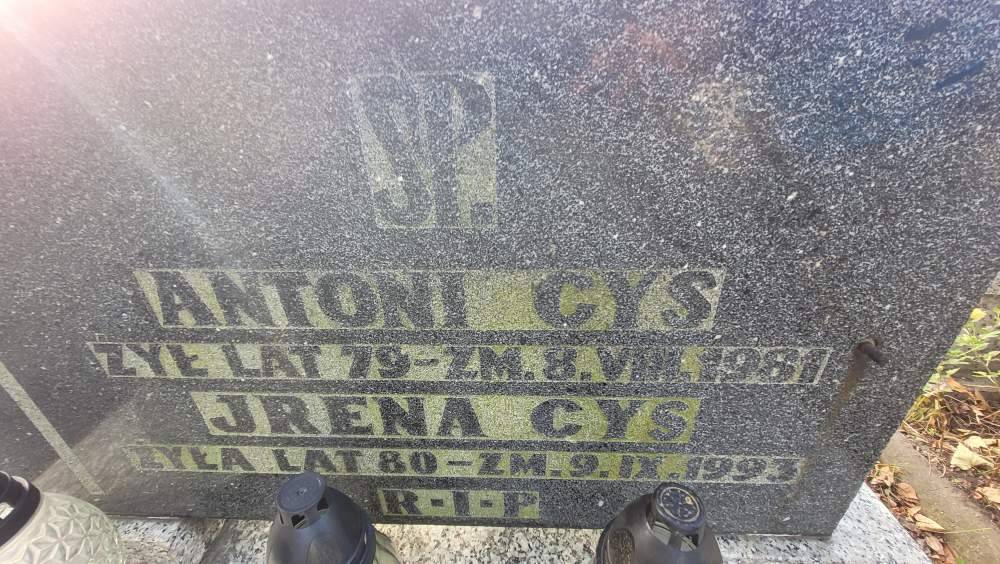 ŚP.
ANTONI CYS
ŻYŁ LAT 79-ZM. 8. VIII. 1981
JRENA CYS
ŻYŁA LAT 80-ZM. 9. IX. 1993
R-I-P